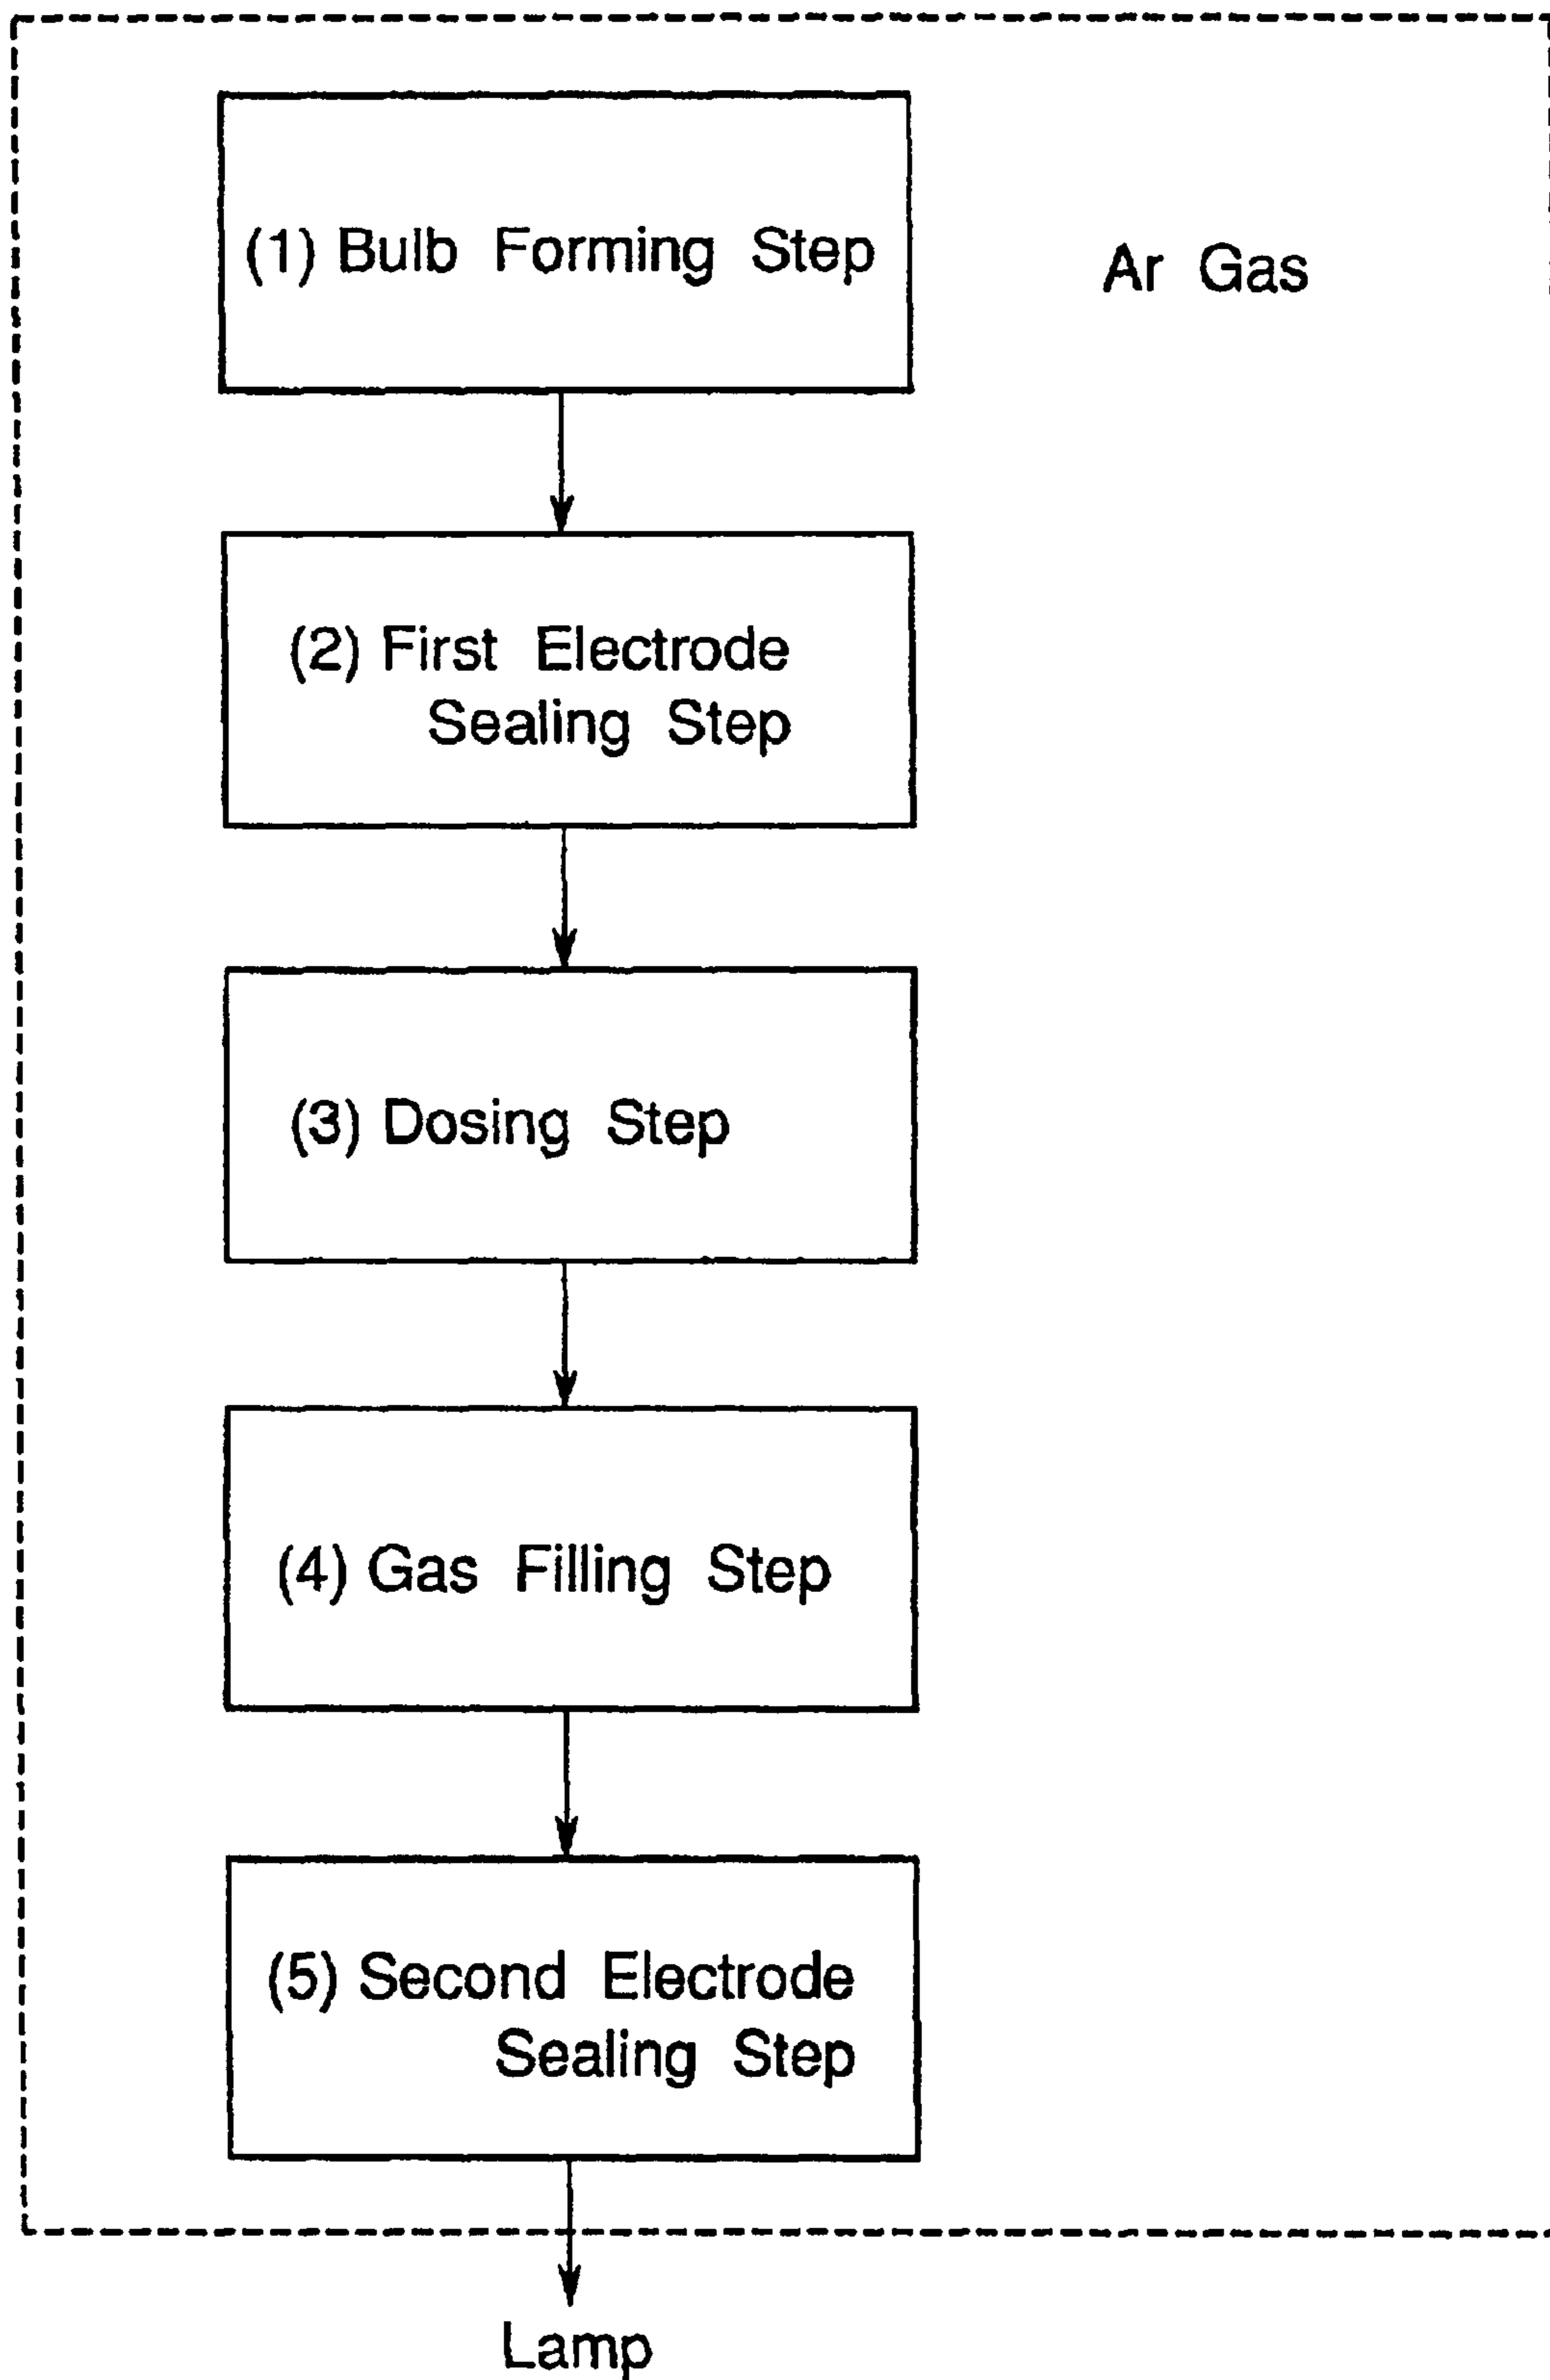 (1) Bulb Forming Step
Ar Gas
(2) First Electrode
Sealing Step
(3) Dosing Step
(4) Gas Filling Step
(5) Second Electrode
Sealing Step
Lamp